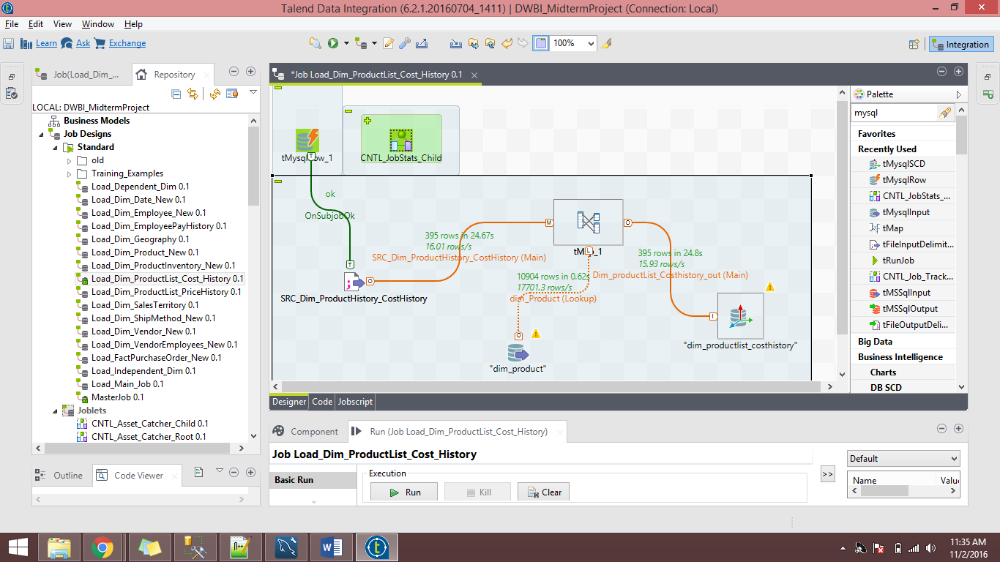 Talend Data Integration (6.2.1.20160704_1411) | DWBI_MidtermProject (Connection: Local)
File Edit View Window Help
Learn Ask Exchange
100%
Integration
Job(Load_Dim_...
Repository
LOCAL: DWBI_MidtermProject
Business Models
Job Designs
Standard
old
Training_Examples
Load_Dependent_Dim 0.1
Load_Dim_Date_New 0.1
Load_Dim_Employee_New 0.1
Load_Dim_EmployeePayHistory 0.1
Load_Dim_Geography 0.1
Load_Dim_Product_New 0.1
Load_Dim_ProductInventory_New 0.1
Load_Dim_ProductList_Cost_History 0.1
Load_Dim_ProductList_PriceHistory 0.1
Load_Dim_SalesTerritory 0.1
Load_Dim_ShipMethod_New 0.1
Load_Dim_Vendor_New 0.1
Load_Dim_VendorEmployees_New 0.1
Load_FactPurchaseOrder_New 0.1
Load_Independent_Dim 0.1
Load_Main_Job 0.1
MasterJob 0.1
Joblets
CNTL_Asset_Catcher_Child 0.1
CNTL_Asset_Catcher_Root 0.1
Outline
Code Viewer
*Job Load_Dim_ProductList_Cost_History 0.1
CNTL_JobStats_Child
ok
OnSubjobOk
395 rows in 24.67s
16.01 rows/s
SRC_Dim_ProductHistory_CostHistory (Main)
SRC_Dim_ProductHistory_CostHistory
10904 rows in 0.62s
17701.3 rows/s
dim_Product (Lookup)
"dim_product"
395 rows in 24.8s
15.93 rows/s
Dim_productList_Costhistory_out (Main)
"dim_productlist_costhistory"
Designer Code Jobscript
Palette
mysql
Favorites
Recently Used
tMysqlSCD
tMysqlRow
CNTL_JobStats_...
tMysqlInput
tMap
tFileInputDelimit...
tRunJob
CNTL_Job_Track...
tMSSqlInput
tMSSqlOutput
tFileOutputDeli...
Big Data
Business Intelligence
Charts
DB SCD
Component
Run (Job Load_Dim_ProductList_Cost_History)
Job Load_Dim_ProductList_Cost_History
Basic Run
Execution
Run
Kill
Clear
>>
Default
Name
Valu
11:35 AM
11/2/2016